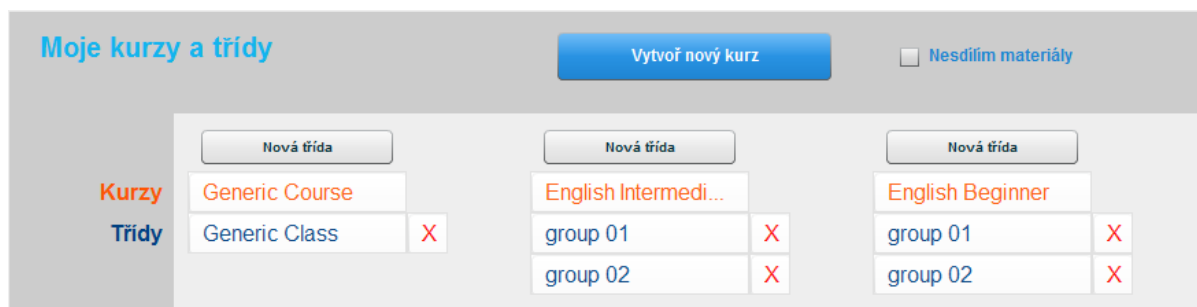 Moje kurzy a třídy
Vytvoř nový kurz
Nesdílím materiály
Nová třída Nová třída Nová třída
Kurzy Generic Course English Intermedi... English Beginner
Třídy Generic Class X group 01 X group 01 X
group 02 X group 02 X